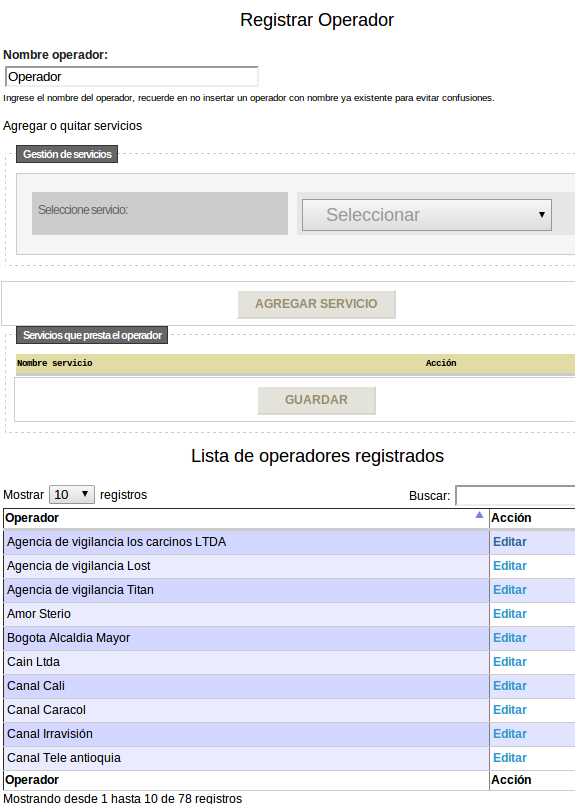 Registrar Operador
Nombre operador:
Operador
Ingrese el nombre del operador, recuerde en no insertar un operador con nombre ya existente para evitar confusiones.
Agregar o quitar servicios
Gestión de servicios
Seleccione servicio:
Seleccionar
AGREGAR SERVICIO
Servicios que presta el operador
Nombre servicio Acción
GUARDAR
Lista de operadores registrados
Mostrar 10 registros Buscar:
Operador Acción
Agencia de vigilancia los carcinos LTDA Editar
Agencia de vigilancia Lost Editar
Agencia de vigilancia Titan Editar
Amor Sterio Editar
Bogota Alcaldia Mayor Editar
Cain Ltda Editar
Canal Cali Editar
Canal Caracol Editar
Canal Irravisión Editar
Canal Tele antioquia Editar
Operador Acción
Mostrando desde 1 hasta 10 de 78 registros